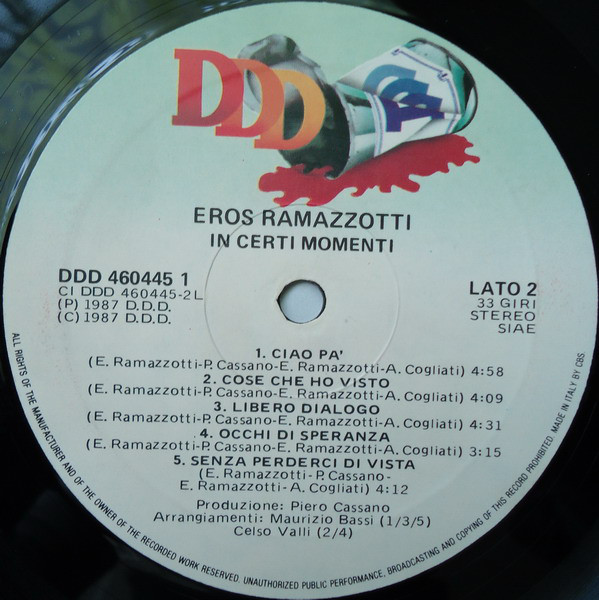 DDD
EROS RAMAZZOTTI
IN CERTI MOMENTI
DDD 460445 1
CI DDD 460445-2L
(P) 1987 D.D.D.
(C) 1987 D.D.D.
LATO 2
33 GIRI
STEREO
SIAE
1. CIAO PA'
(E. Ramazzotti-P. Cassano-E. Ramazzotti-A. Cogliati) 4:58
2. COSE CHE HO VISTO
(E. Ramazzotti-P. Cassano-E. Ramazzotti-A. Cogliati) 4:09
3. LIBERO DIALOGO
(E. Ramazzotti-P. Cassano-E. Ramazzotti-A. Cogliati) 4:31
4. OCCHI DI SPERANZA
(E. Ramazzotti-P. Cassano-E. Ramazzotti-A. Cogliati) 3:15
5. SENZA PERDERCI DI VISTA
(E. Ramazzotti-P. Cassano-
E. Ramazzotti-A. Cogliati) 4:12
Produzione: Piero Cassano
Arrangiamenti: Maurizio Bassi (1/3/5)
Celso Valli (2/4)
ALL RIGHTS OF THE MANUFACTURER AND OF THE OWNER OF THE RECORDED WORK RESERVED. UNAUTHORIZED PUBLIC PERFORMANCE, BROADCASTING AND COPYING OF THIS RECORD PROHIBITED. MADE IN ITALY BY CBS